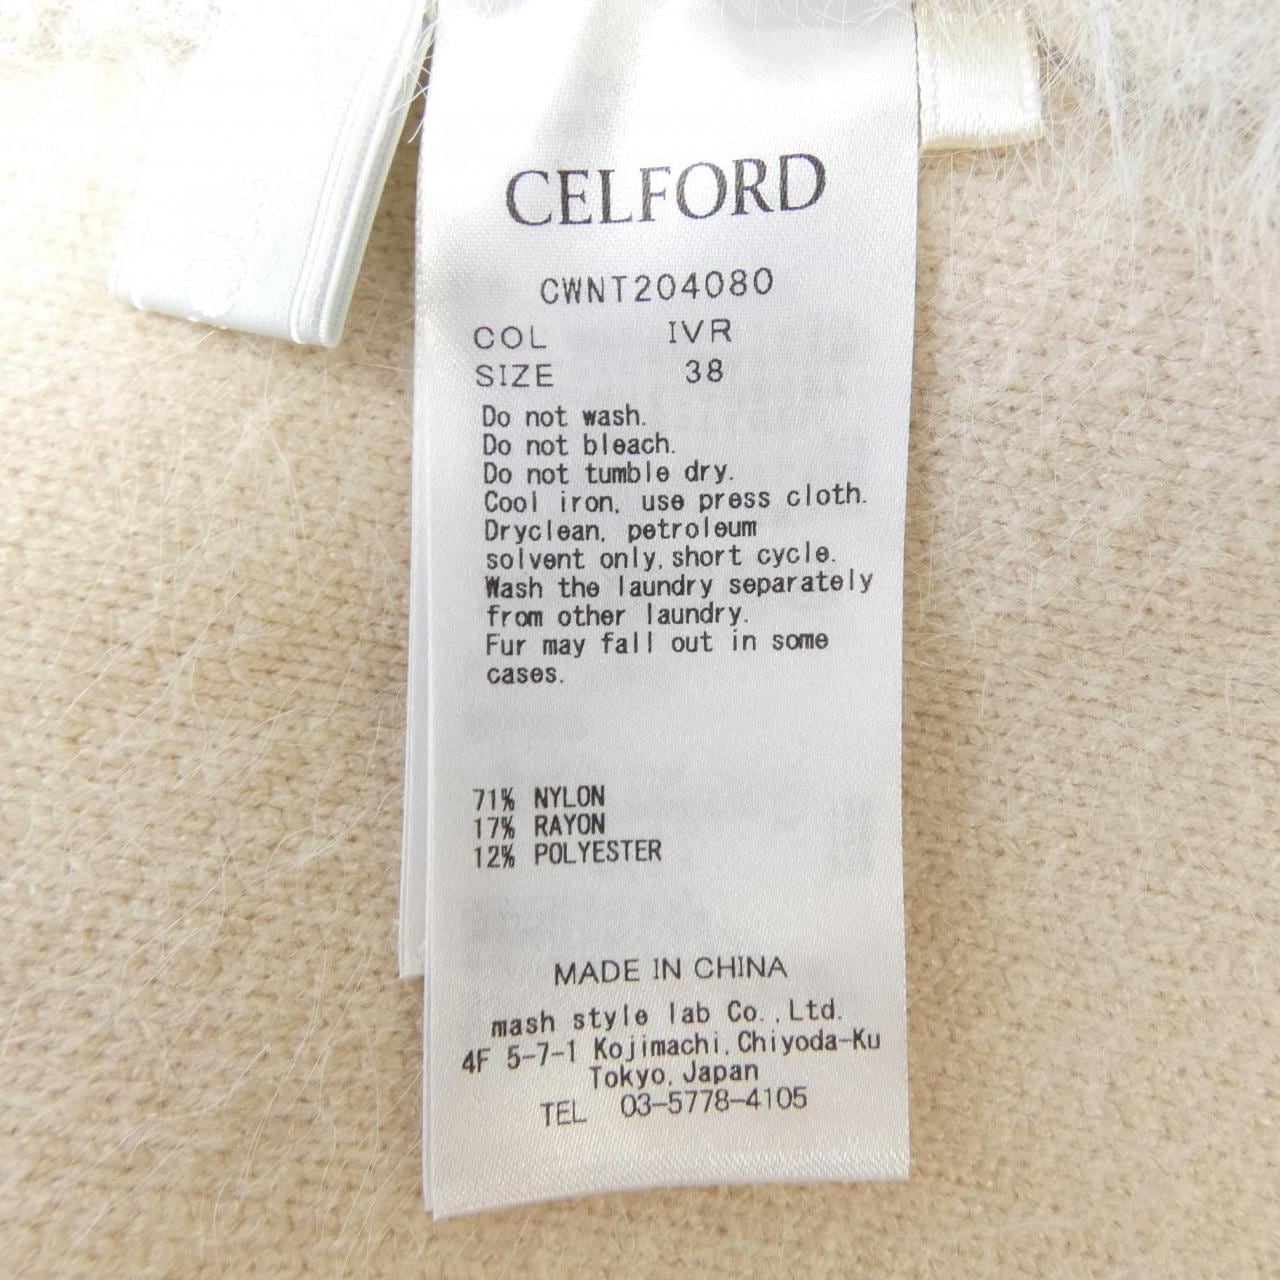 CELFORD
CWNT204080
COL IVR
SIZE 38
Do not wash.
Do not bleach.
Do not tumble dry.
Cool iron, use press cloth.
Dryclean, petroleum
solvent only, short cycle.
Wash the laundry separately
from other laundry.
Fur may fall out in some
cases.
71% NYLON
17% RAYON
12% POLYESTER
MADE IN CHINA
mash style lab Co.,Ltd.
4F 5-7-1 Kojimachi, Chiyoda-Ku
Tokyo, Japan
TEL 03-5778-4105